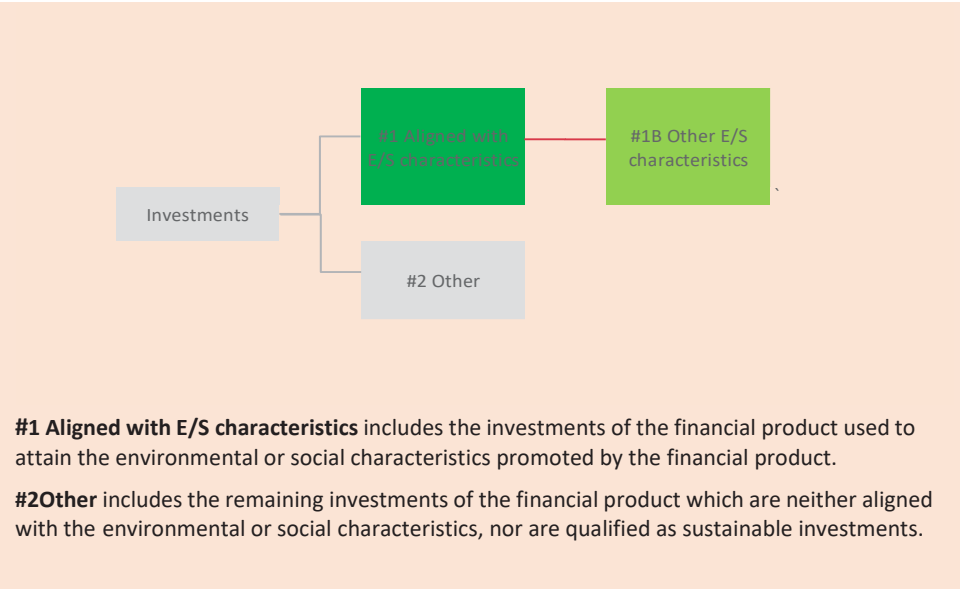 #1 Aligned with
E/S characteristics
#1B Other E/S
characteristics
`
Investments
#2 Other
#1 Aligned with E/S characteristics includes the investments of the financial product used to
attain the environmental or social characteristics promoted by the financial product.
#2Other includes the remaining investments of the financial product which are neither aligned
with the environmental or social characteristics, nor are qualified as sustainable investments.